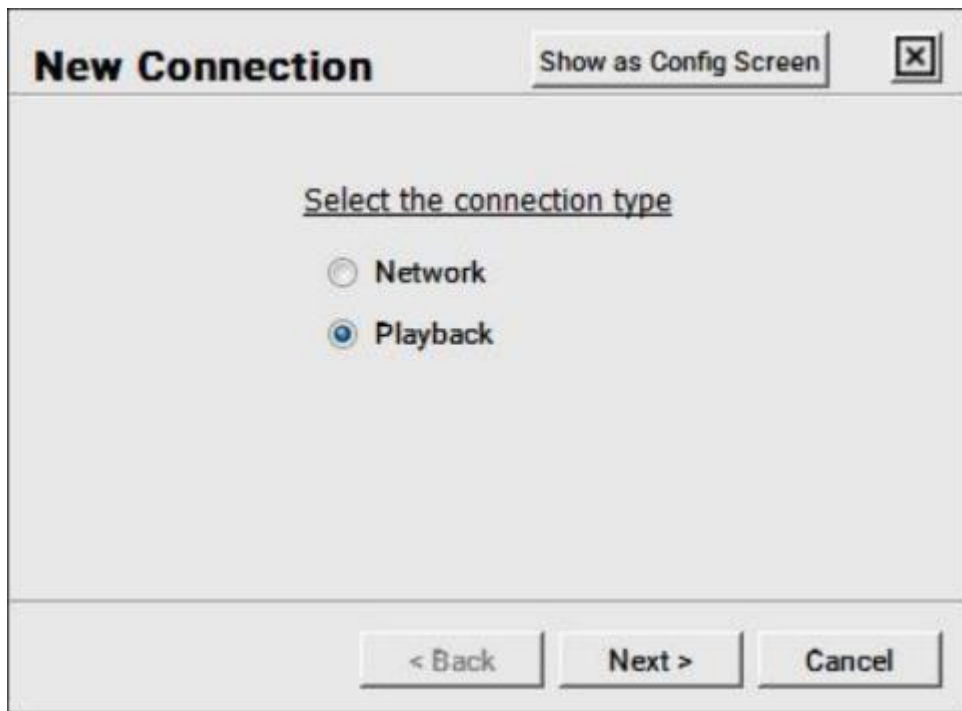 New Connection
Show as Config Screen
Select the connection type
Network
Playback
< Back
Next >
Cancel